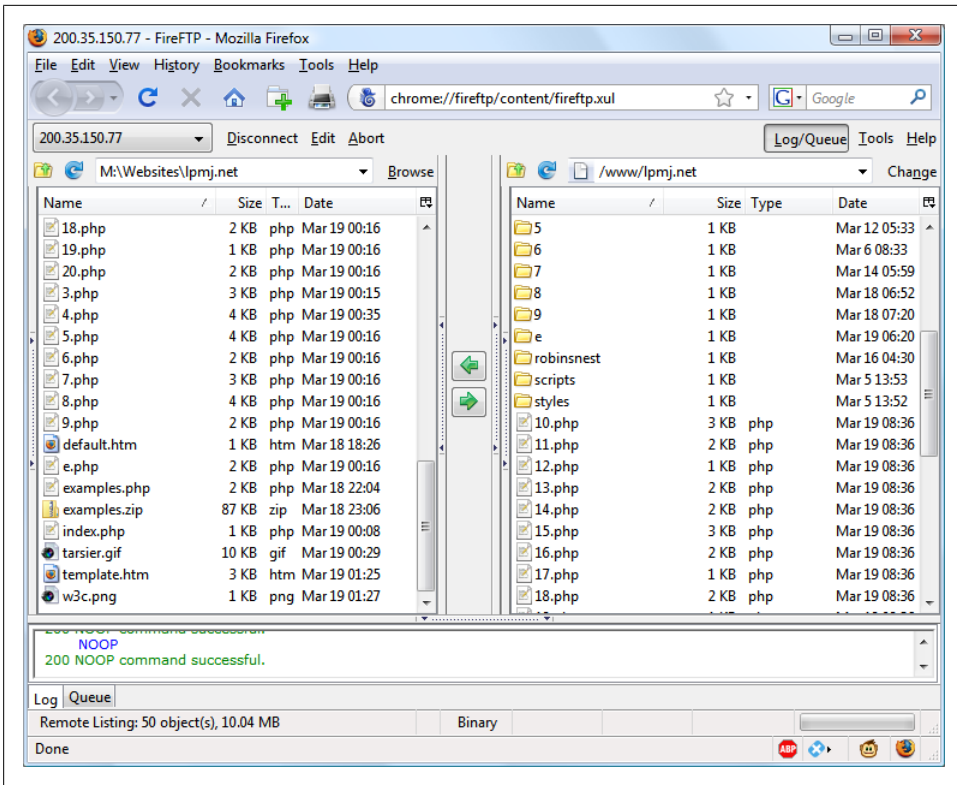 200.35.150.77 - FireFTP - Mozilla Firefox
File Edit View History Bookmarks Tools Help
chrome://fireftp/content/fireftp.xul
G Google
200.35.150.77 Disconnect Edit Abort Log/Queue Tools Help
M:\Websites\lpmj.net Browse /www/lpmj.net Change
Name Size T... Date Name Size Type Date
18.php 2 KB php Mar 19 00:16 5 1 KB Mar 12 05:33
19.php 1 KB php Mar 19 00:16 6 1 KB Mar 6 08:33
20.php 2 KB php Mar 19 00:16 7 1 KB Mar 14 05:59
3.php 3 KB php Mar 19 00:15 8 1 KB Mar 18 06:52
4.php 4 KB php Mar 19 00:35 9 1 KB Mar 18 07:20
5.php 4 KB php Mar 19 00:16 e 1 KB Mar 19 06:20
6.php 2 KB php Mar 19 00:16 robinsnest 1 KB Mar 16 04:30
7.php 3 KB php Mar 19 00:16 scripts 1 KB Mar 5 13:53
8.php 4 KB php Mar 19 00:16 styles 1 KB Mar 5 13:52
9.php 2 KB php Mar 19 00:16 10.php 3 KB php Mar 19 08:36
default.htm 1 KB htm Mar 18 18:26 11.php 2 KB php Mar 19 08:36
e.php 2 KB php Mar 19 00:16 12.php 1 KB php Mar 19 08:36
examples.php 2 KB php Mar 18 22:04 13.php 2 KB php Mar 19 08:36
examples.zip 87 KB zip Mar 18 23:06 14.php 2 KB php Mar 19 08:36
index.php 1 KB php Mar 19 00:08 15.php 3 KB php Mar 19 08:36
tarsier.gif 10 KB gif Mar 19 00:29 16.php 2 KB php Mar 19 08:36
template.htm 3 KB htm Mar 19 01:25 17.php 1 KB php Mar 19 08:36
w3c.png 1 KB png Mar 19 01:27 18.php 2 KB php Mar 19 08:36
200 NOOP command successful.
NOOP
200 NOOP command successful.
Log Queue
Remote Listing: 50 object(s), 10.04 MB Binary
Done ABP